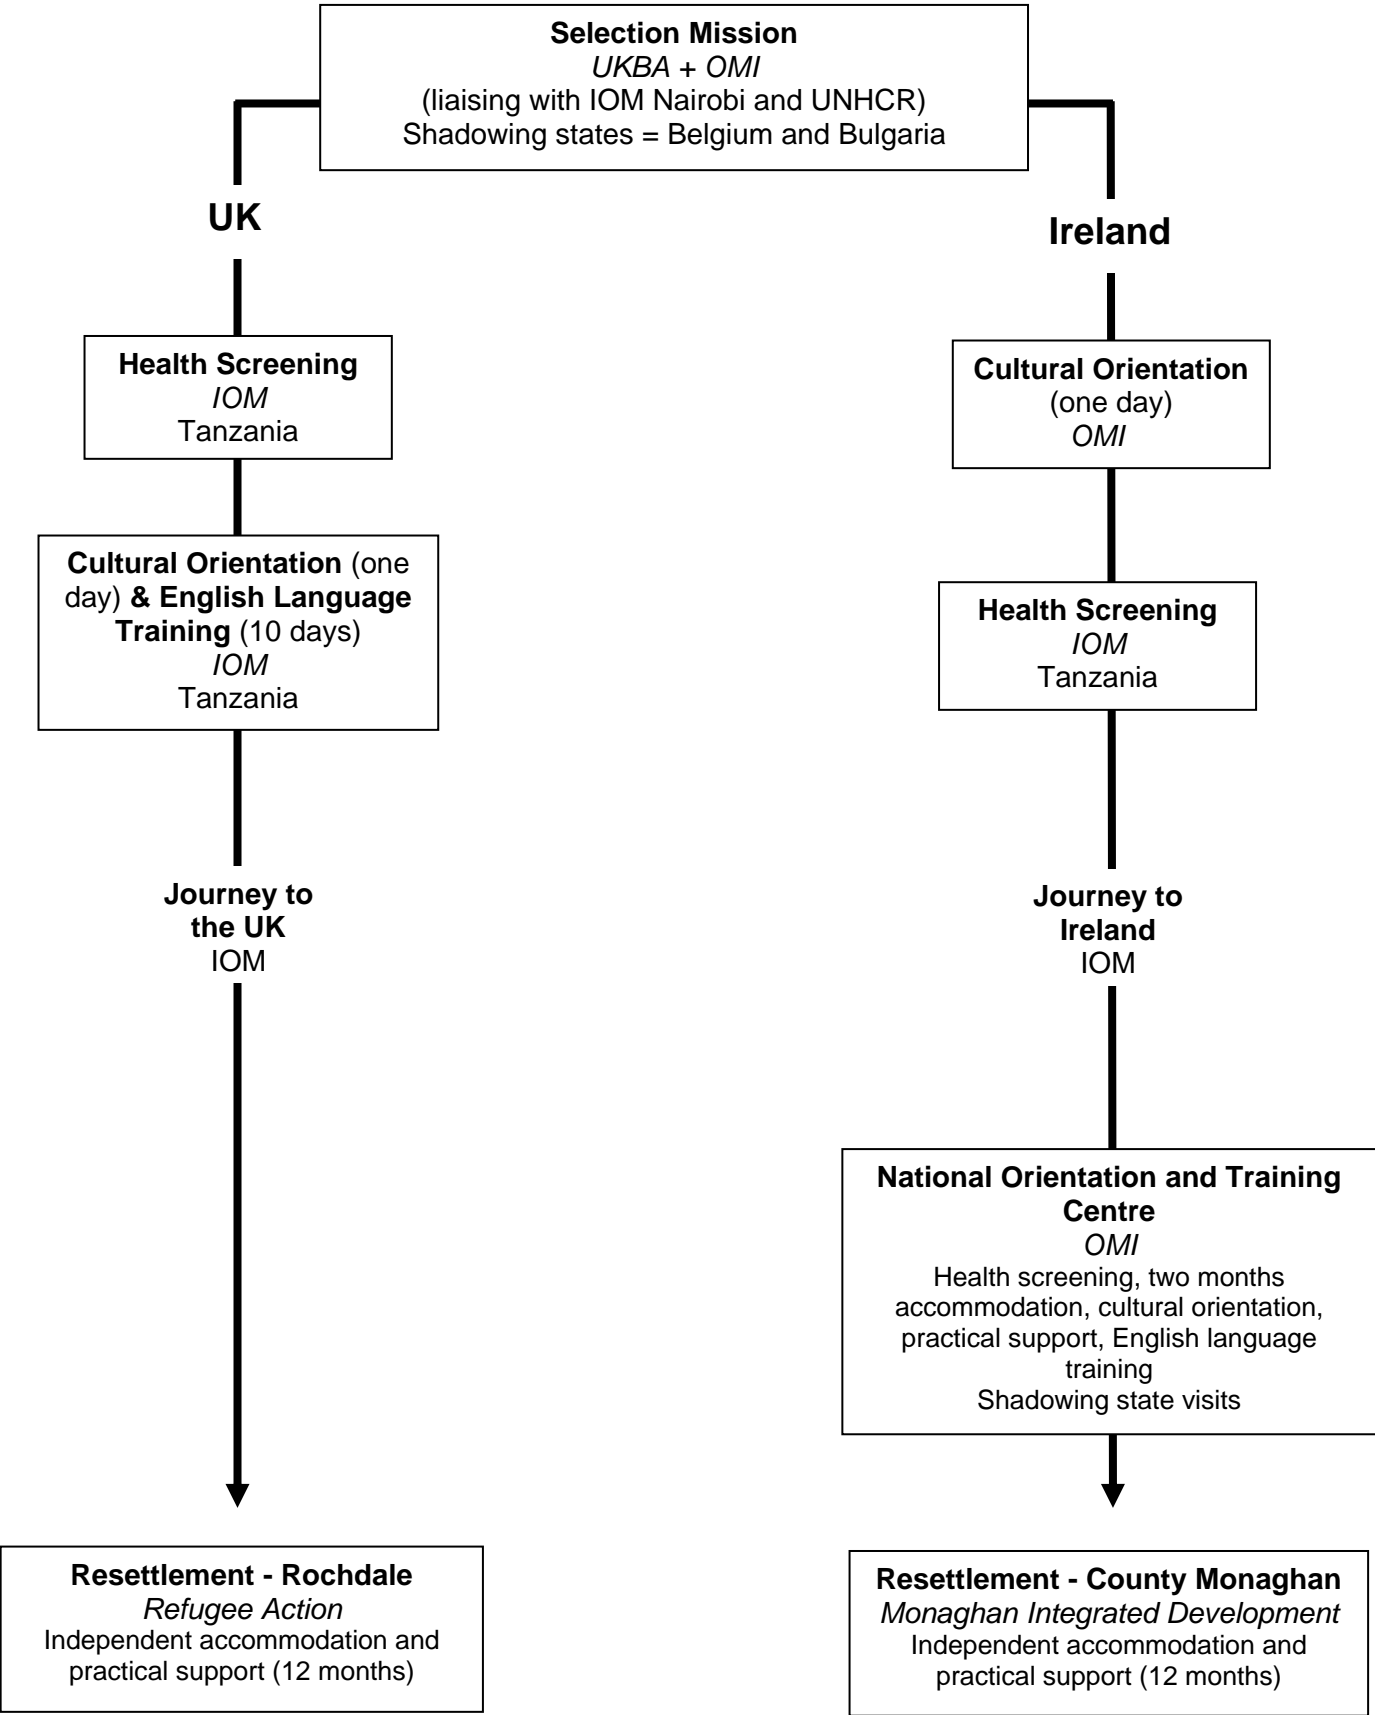 Selection Mission
UKBA + OMI
(liaising with IOM Nairobi and UNHCR)
Shadowing states = Belgium and Bulgaria
UK
Health Screening
IOM
Tanzania
Cultural Orientation (one
day) & English Language
Training (10 days)
IOM
Tanzania
Journey to
the UK
IOM
Resettlement - Rochdale
Refugee Action
Independent accommodation and
practical support (12 months)
Ireland
Cultural Orientation
(one day)
OMI
Health Screening
IOM
Tanzania
Journey to
Ireland
IOM
National Orientation and Training
Centre
OMI
Health screening, two months
accommodation, cultural orientation,
practical support, English language
training
Shadowing state visits
Resettlement - County Monaghan
Monaghan Integrated Development
Independent accommodation and
practical support (12 months)